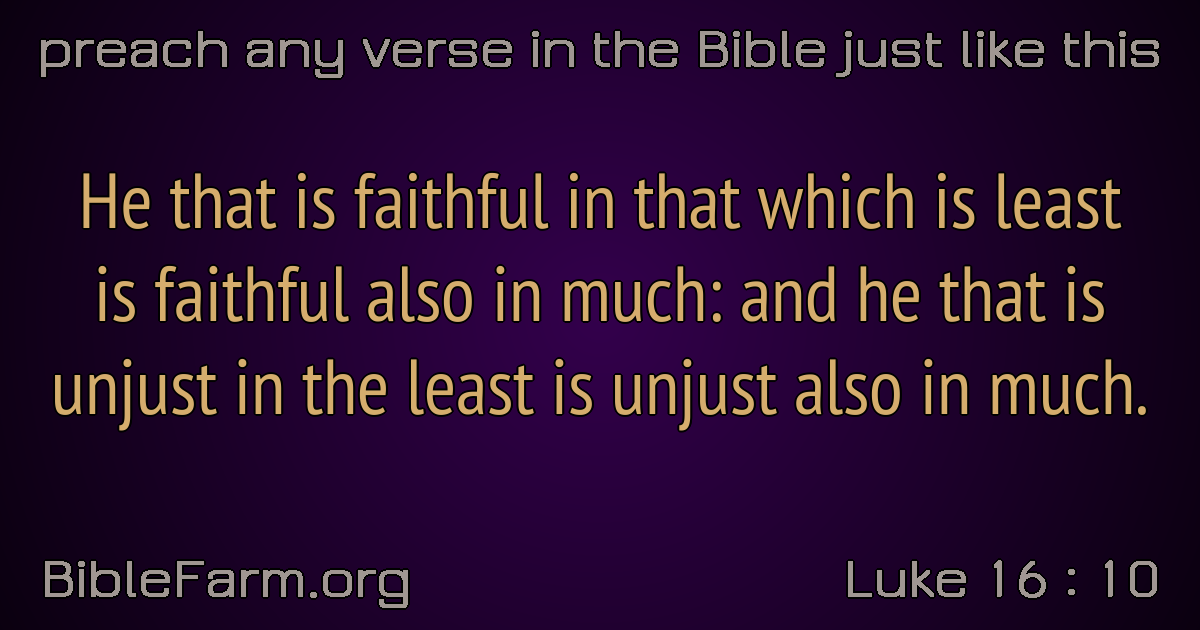 preach any verse in the Bible just like this
He that is faithful in that which is least
is faithful also in much: and he that is
unjust in the least is unjust also in much.
BibleFarm.org
Luke 16 : 10